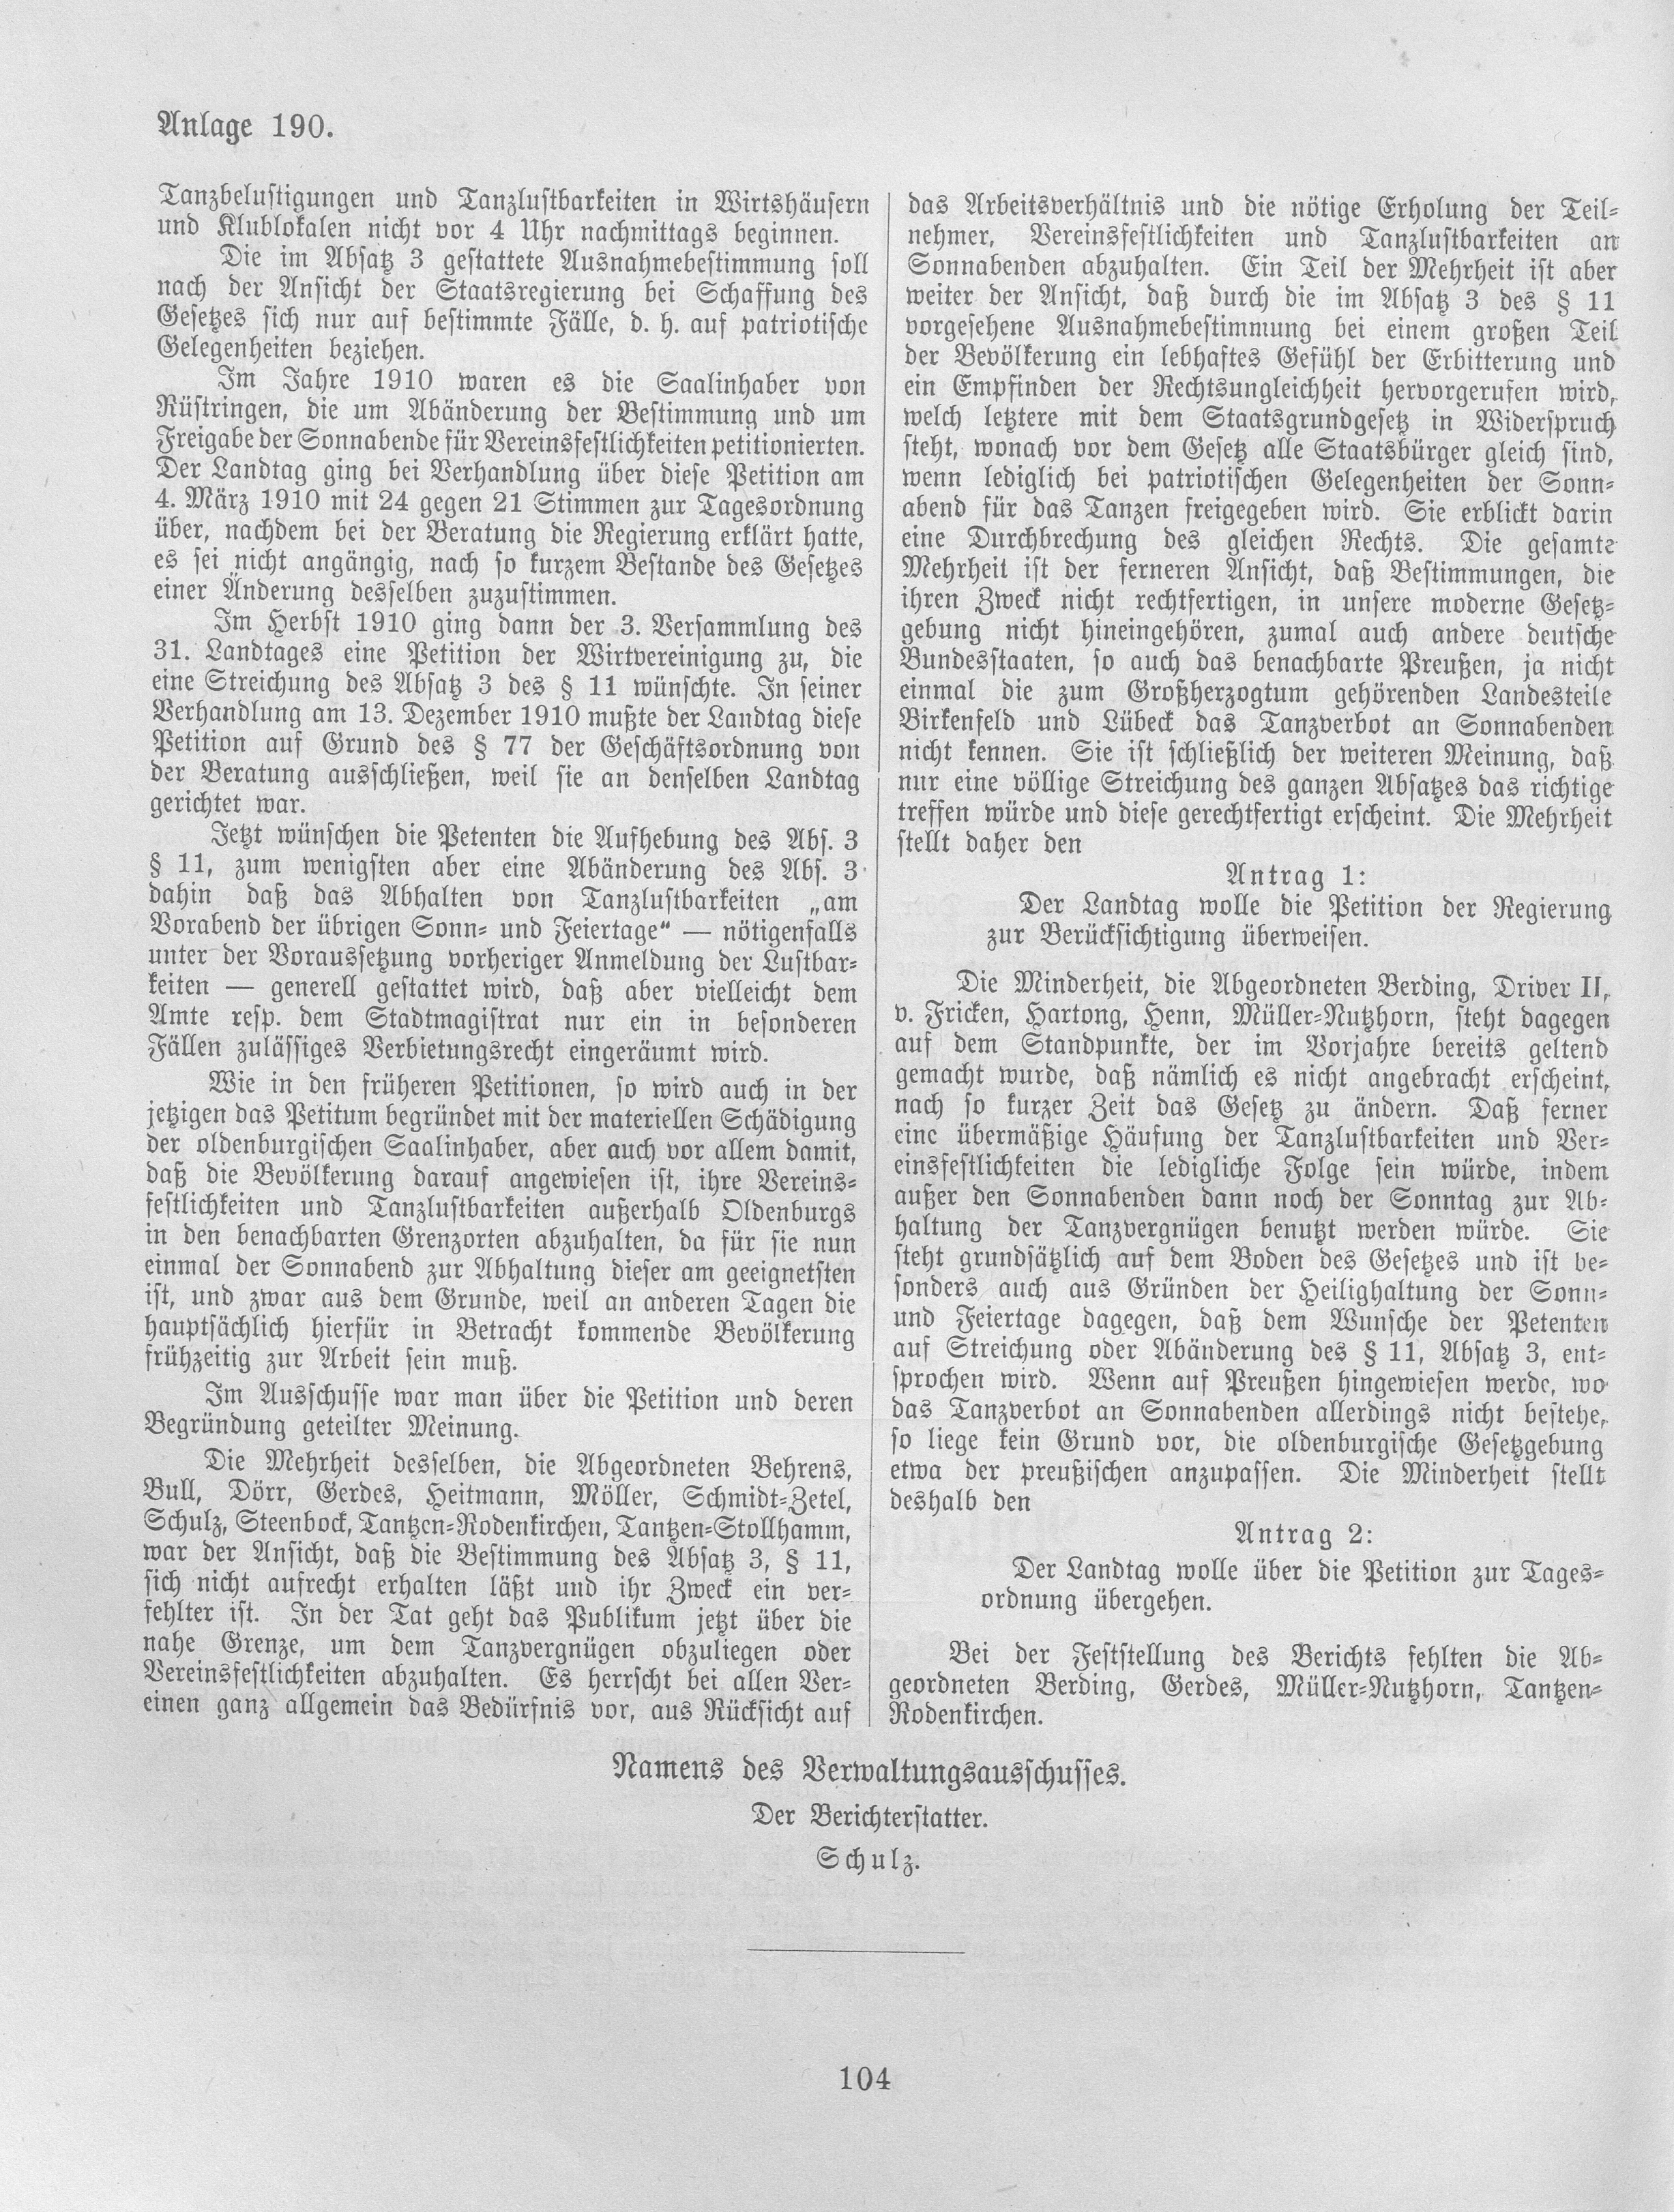 Anlage 190.
Tanzbelustigungen und Tanzlustbarkeiten in Wirtshäusern
und Klublokalen nicht vor 4 Uhr nachmittags beginnen.
Die im Absatz 3 gestattete Ausnahmebestimmung soll
nach der Ansicht der Staatsregierung bei Schaffung des
Gesetzes sich nur auf bestimmte Fälle, d. h. auf patriotische
Gelegenheiten beziehen.
Im Jahre 1910 waren es die Saalinhaber von
Rüstringen, die um Abänderung der Bestimmung und um
Freigabe der Sonnabende für Vereinsfestlichkeiten petitionierten.
Der Landtag ging bei Verhandlung über diese Petition am
4. März 1910 mit 24 gegen 21 Stimmen zur Tagesordnung
über, nachdem bei der Beratung die Regierung erklärt hatte,
es sei nicht angängig, nach so kurzem Bestande des Gesetzes
einer Änderung desselben zuzustimmen.
Im Herbst 1910 ging dann der 3. Versammlung des
31. Landtages eine Petition der Wirtvereinigung zu, die
eine Streichung des Absatz 3 des § 11 wünschte. In seiner
Verhandlung am 13. Dezember 1910 mußte der Landtag diese
Petition auf Grund des § 77 der Geschäftsordnung von
der Beratung ausschließen, weil sie an denselben Landtag
gerichtet war.
Jetzt wünschen die Petenten die Aufhebung des Abs. 3
§ 11, zum wenigsten aber eine Abänderung des Abs. 3
dahin daß das Abhalten von Tanzlustbarkeiten „am
Vorabend der übrigen Sonn- und Feiertage“ — nötigenfalls
unter der Voraussetzung vorheriger Anmeldung der Lustbar-
keiten — generell gestattet wird, daß aber vielleicht dem
Amte resp. dem Stadtmagistrat nur ein in besonderen
Fällen zulässiges Verbietungsrecht eingeräumt wird.
Wie in den früheren Petitionen, so wird auch in der
jetzigen das Petitum begründet mit der materiellen Schädigung
der oldenburgischen Saalinhaber, aber auch vor allem damit,
daß die Bevölkerung darauf angewiesen ist, ihre Vereins-
festlichkeiten und Tanzlustbarkeiten außerhalb Oldenburgs
in den benachbarten Grenzorten abzuhalten, da für sie nun
einmal der Sonnabend zur Abhaltung dieser am geeignetsten
ist, und zwar aus dem Grunde, weil an anderen Tagen die
hauptsächlich hierfür in Betracht kommende Bevölkerung
frühzeitig zur Arbeit sein muß.
Im Ausschusse war man über die Petition und deren
Begründung geteilter Meinung.
Die Mehrheit desselben, die Abgeordneten Behrens,
Bull, Dörr, Gerdes, Heitmann, Möller, Schmidt-Zetel,
Schulz, Steenbock, Tantzen-Rodenkirchen, Tantzen-Stollhamm,
war der Ansicht, daß die Bestimmung des Absatz 3, § 11,
sich nicht aufrecht erhalten läßt und ihr Zweck ein ver-
fehlter ist. In der Tat geht das Publikum jetzt über die
nahe Grenze, um dem Tanzvergnügen obzuliegen oder
Vereinsfestlichkeiten abzuhalten. Es herrscht bei allen Ver-
einen ganz allgemein das Bedürfnis vor, aus Rücksicht auf
das Arbeitsverhältnis und die nötige Erholung der Teil-
nehmer, Vereinsfestlichkeiten und Tanzlustbarkeiten an
Sonnabenden abzuhalten. Ein Teil der Mehrheit ist aber
weiter der Ansicht, daß durch die im Absatz 3 des § 11
vorgesehene Ausnahmebestimmung bei einem großen Teil
der Bevölkerung ein lebhaftes Gefühl der Erbitterung und
ein Empfinden der Rechtsungleichheit hervorgerufen wird,
welch letztere mit dem Staatsgrundgesetz in Widerspruch
steht, wonach vor dem Gesetz alle Staatsbürger gleich sind,
wenn lediglich bei patriotischen Gelegenheiten der Sonn-
abend für das Tanzen freigegeben wird. Sie erblickt darin
eine Durchbrechung des gleichen Rechts. Die gesamte
Mehrheit ist der ferneren Ansicht, daß Bestimmungen, die
ihren Zweck nicht rechtfertigen, in unsere moderne Gesetz-
gebung nicht hineingehören, zumal auch andere deutsche
Bundesstaaten, so auch das benachbarte Preußen, ja nicht
einmal die zum Großherzogtum gehörenden Landesteile
Birkenfeld und Lübeck das Tanzverbot an Sonnabenden
nicht kennen. Sie ist schließlich der weiteren Meinung, daß
nur eine völlige Streichung des ganzen Absatzes das richtige
treffen würde und diese gerechtfertigt erscheint. Die Mehrheit
stellt daher den
Antrag 1:
Der Landtag wolle die Petition der Regierung
zur Berücksichtigung überweisen.
Die Minderheit, die Abgeordneten Berding, Driver II,
v. Fricken, Hartong, Henn, Müller-Nutzhorn, steht dagegen
auf dem Standpunkte, der im Vorjahre bereits geltend
gemacht wurde, daß nämlich es nicht angebracht erscheint,
nach so kurzer Zeit das Gesetz zu ändern. Daß ferner
eine übermäßige Häufung der Tanzlustbarkeiten und Ver-
einsfestlichkeiten die ledigliche Folge sein würde, indem
außer den Sonnabenden dann noch der Sonntag zur Ab-
haltung der Tanzvergnügen benutzt werden würde. Sie
steht grundsätzlich auf dem Boden des Gesetzes und ist be-
sonders auch aus Gründen der Heilighaltung der Sonn-
und Feiertage dagegen, daß dem Wunsche der Petenten
auf Streichung oder Abänderung des § 11, Absatz 3, ent-
sprochen wird. Wenn auf Preußen hingewiesen werde, wo
das Tanzverbot an Sonnabenden allerdings nicht bestehe,
so liege kein Grund vor, die oldenburgische Gesetzgebung
etwa der preußischen anzupassen. Die Minderheit stellt
deshalb den
Antrag 2:
Der Landtag wolle über die Petition zur Tages-
ordnung übergehen.
Bei der Feststellung des Berichts fehlten die Ab-
geordneten Berding, Gerdes, Müller-Nutzhorn, Tantzen-
Rodenkirchen.
Namens des Verwaltungsausschusses.
Der Berichterstatter.
Schulz.
104